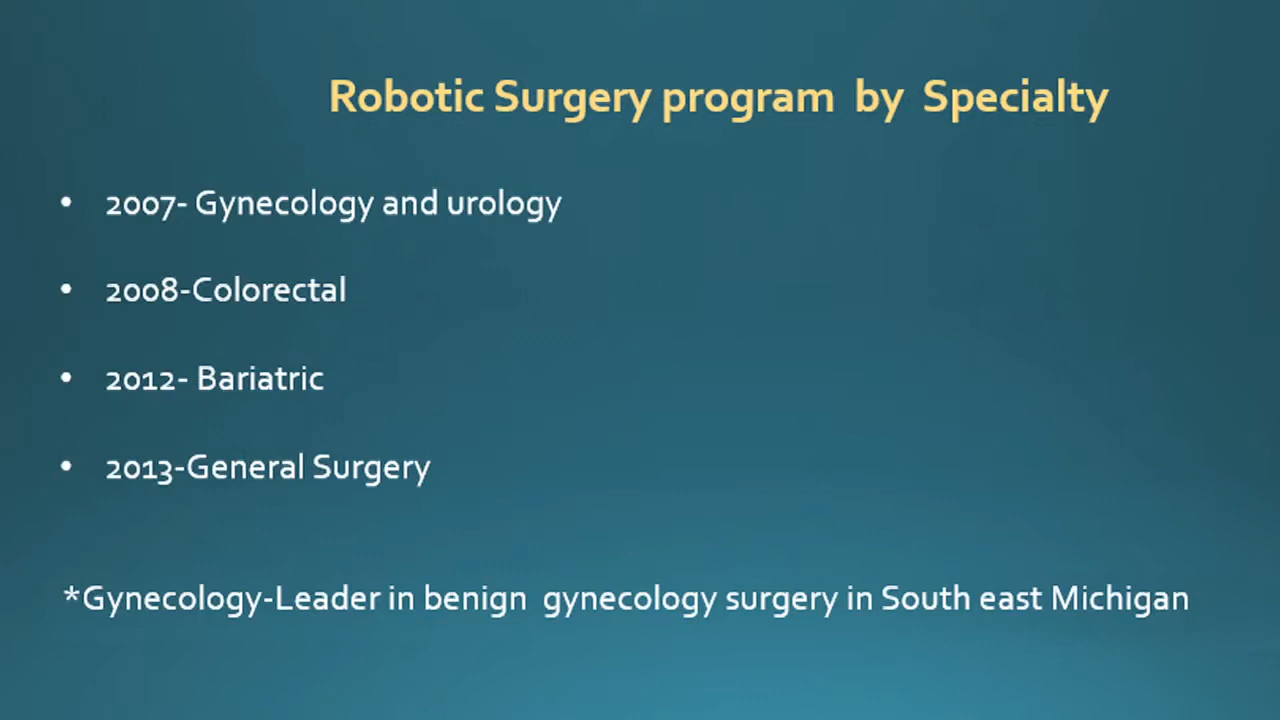 Robotic Surgery program by Specialty
• 2007- Gynecology and urology
• 2008-Colorectal
• 2012- Bariatric
• 2013-General Surgery
*Gynecology-Leader in benign gynecology surgery in South east Michigan